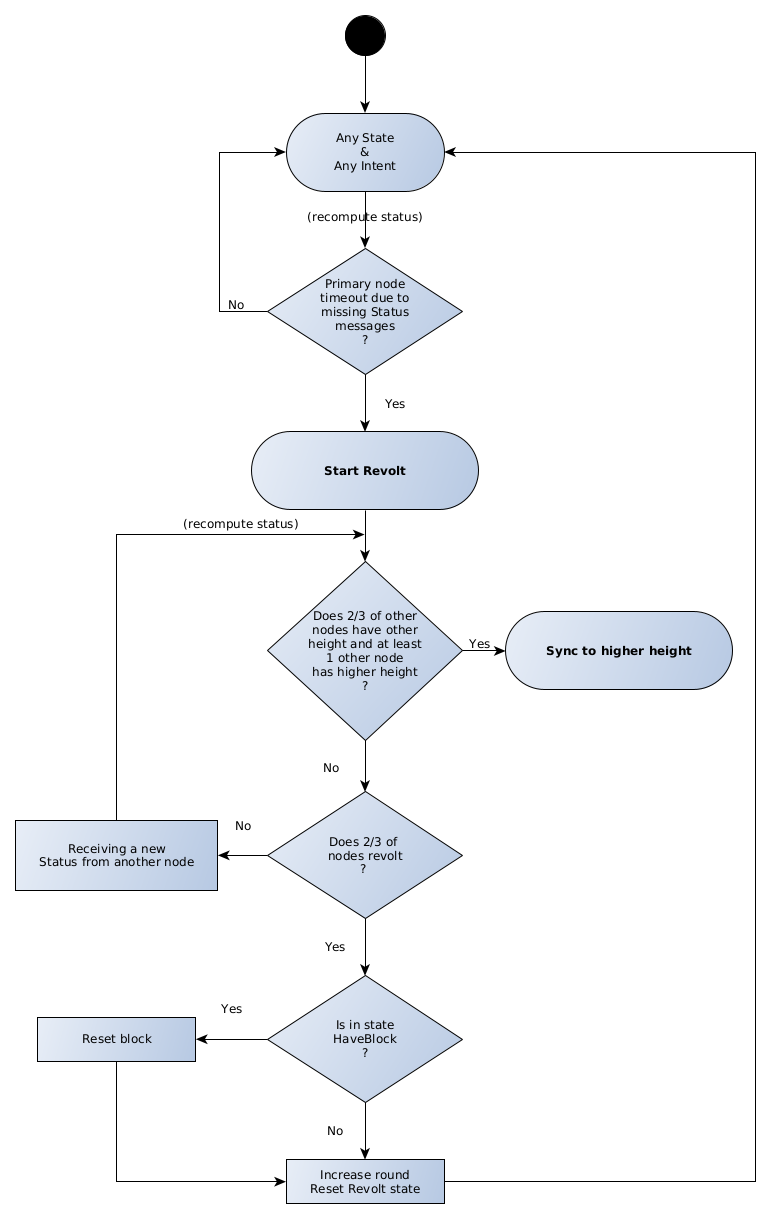 Any State
&
Any Intent
(recompute status)
Primary node
timeout due to
missing Status
messages
?
No
Yes
Start Revolt
(recompute status)
Does 2/3 of other
nodes have other
height and at least
1 other node
has higher height
?
Yes
Sync to higher height
No
Does 2/3 of
nodes revolt
?
No
Receiving a new
Status from another node
Yes
Is in state
HaveBlock
?
Yes
Reset block
No
Increase round
Reset Revolt state